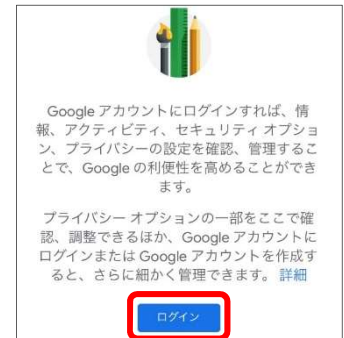 Google アカウントにログインすれば、情
報、アクティビティ、セキュリティ オプショ
ン、プライバシーの設定を確認、管理するこ
とで、Google の利便性を高めることができ
ます。
プライバシー オプションの一部をここで確
認、調整できるほか、Google アカウントに
ログインまたは Google アカウントを作成す
ると、さらに細かく管理できます。 詳細
ログイン